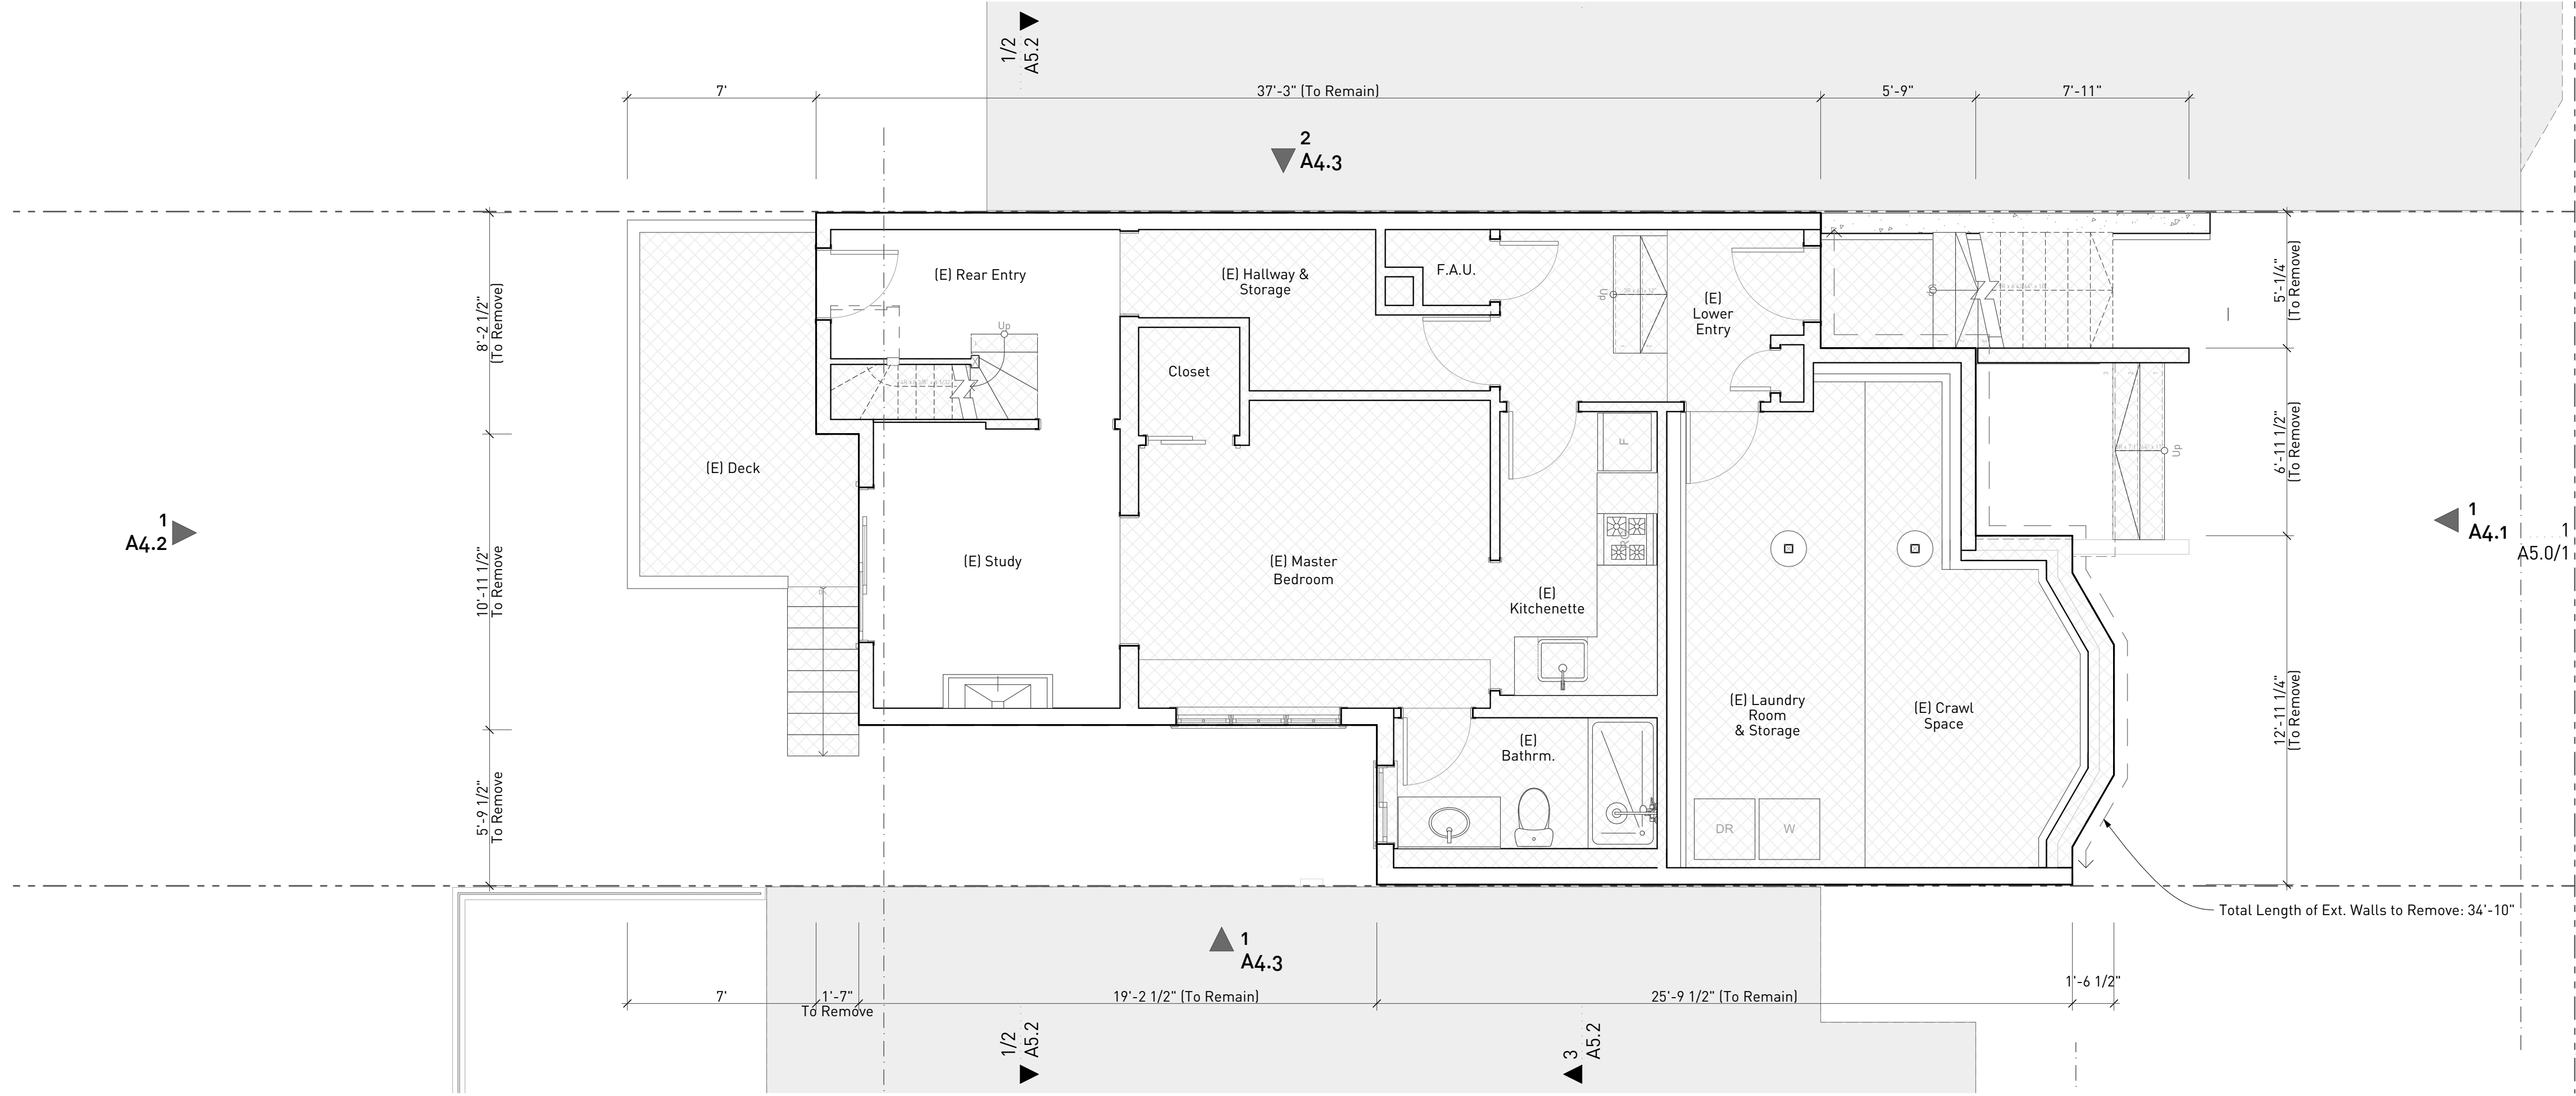 1/2
A5.2
7'
37'-3" (To Remain)
5'-9"
7'-11"
2
A4.3
8'-2 1/2"
(To Remove)
10'-11 1/2"
To Remove
5'-9 1/2"
To Remove
(E) Rear Entry
(E) Hallway &
Storage
F.A.U.
Up
(E)
Lower
Entry
up
5'-1/4"
(To Remove)
6'-11 1/2"
(To Remove)
12'-11 1/4"
(To Remove)
Up
Closet
F
Up
(E) Deck
1
A4.2
(E) Study
(E) Master
Bedroom
(E)
Kitchenette
1
A4.1
1
A5.0/1
(E) Laundry
Room
& Storage
(E) Crawl
Space
(E)
Bathrm.
DR
W
Total Length of Ext. Walls to Remove: 34'-10"
1
A4.3
7'
1'-7"
To Remove
19'-2 1/2" (To Remain)
25'-9 1/2" (To Remain)
1'-6 1/2"
1/2
A5.2
3
A5.2